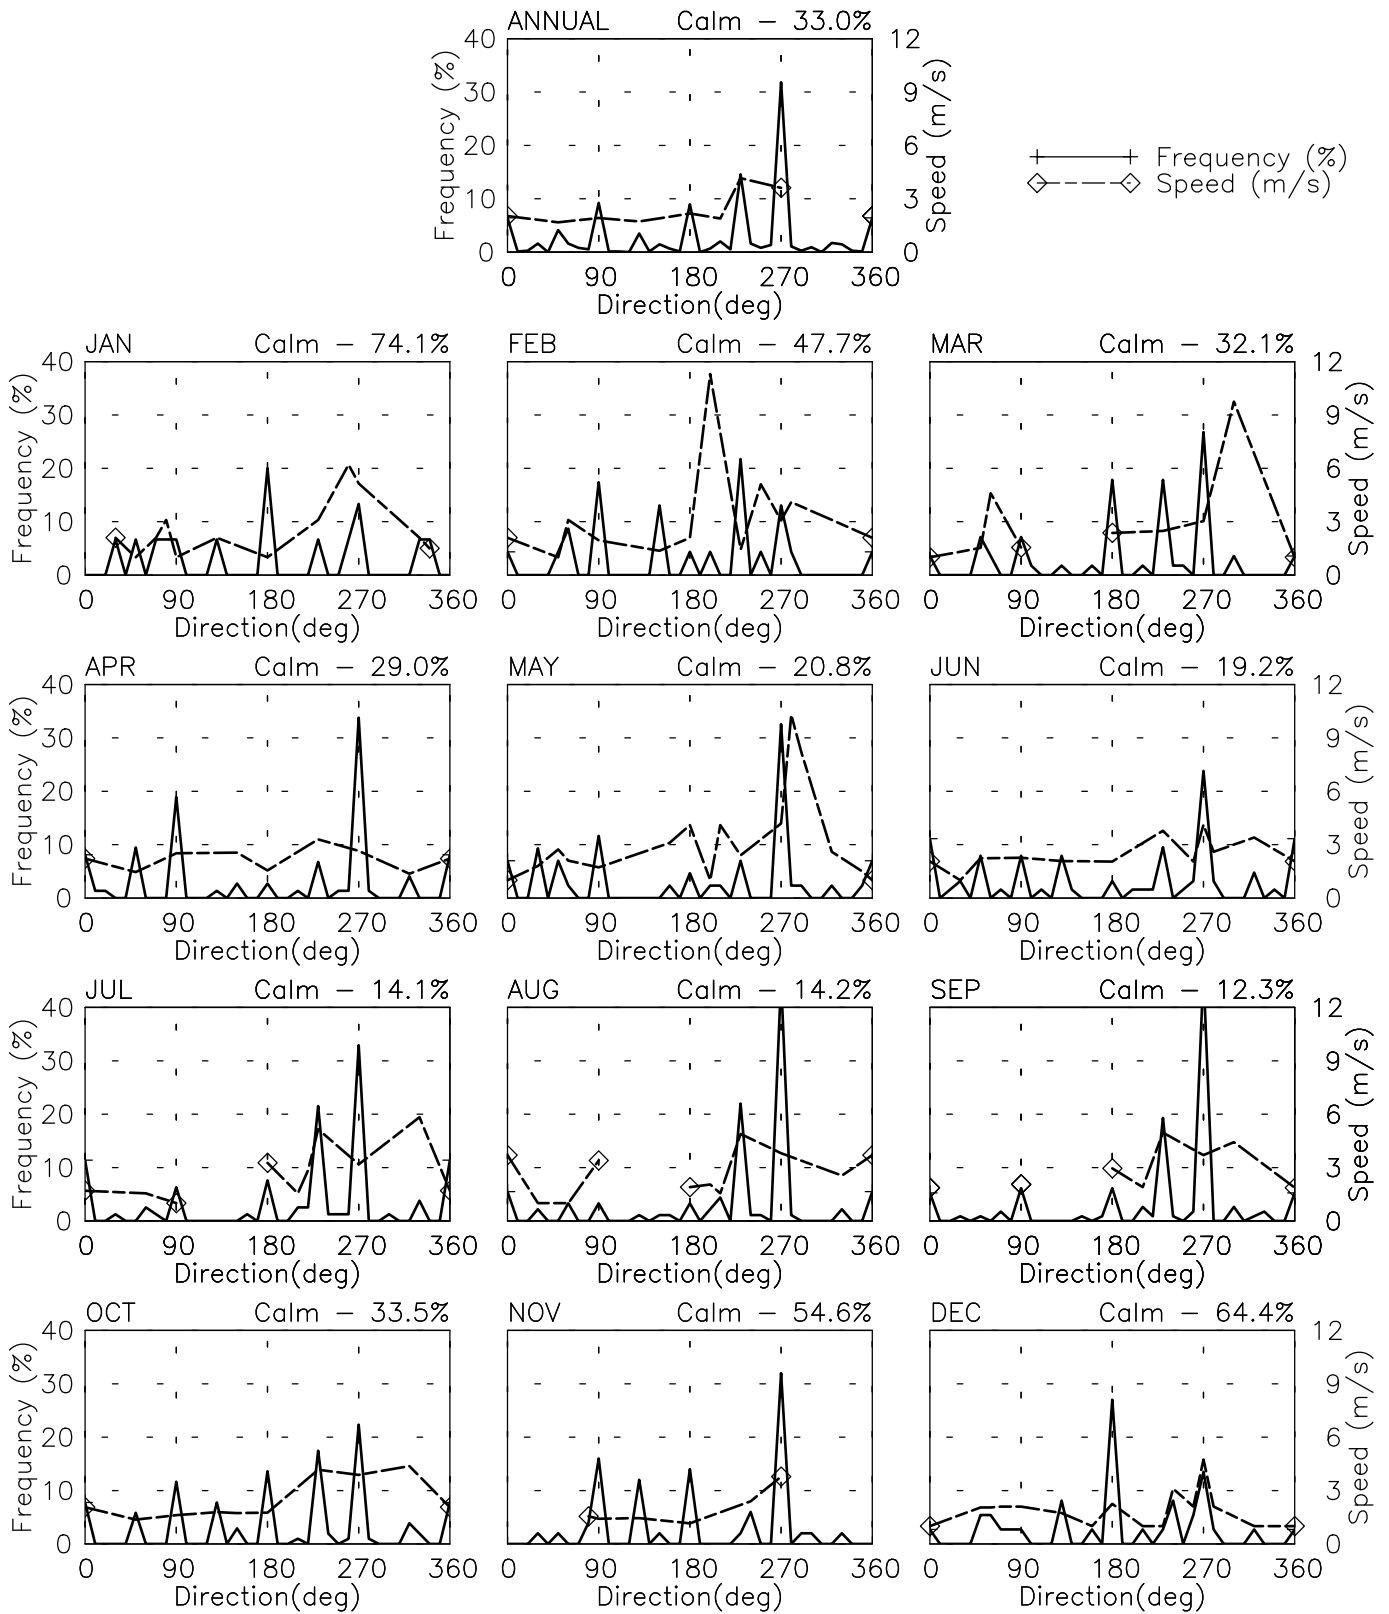 ANNUAL Calm - 33.0%
Frequency (%)
40 30 20 10 0
12 9 6 3 0
Speed (m/s)
0 90 180 270 360
Direction(deg)
Frequency (%)
Speed (m/s)
JAN Calm - 74.1%
Frequency (%)
40 30 20 10 0
0 90 180 270 360
Direction(deg)
FEB Calm - 47.7%
0 90 180 270 360
Direction(deg)
MAR Calm - 32.1%
12 9 6 3 0
Speed (m/s)
0 90 180 270 360
Direction(deg)
APR Calm - 29.0%
Frequency (%)
40 30 20 10 0
0 90 180 270 360
Direction(deg)
MAY Calm - 20.8%
0 90 180 270 360
Direction(deg)
JUN Calm - 19.2%
12 9 6 3 0
Speed (m/s)
0 90 180 270 360
Direction(deg)
JUL Calm - 14.1%
Frequency (%)
40 30 20 10 0
0 90 180 270 360
Direction(deg)
AUG Calm - 14.2%
0 90 180 270 360
Direction(deg)
SEP Calm - 12.3%
12 9 6 3 0
Speed (m/s)
0 90 180 270 360
Direction(deg)
OCT Calm - 33.5%
Frequency (%)
40 30 20 10 0
0 90 180 270 360
Direction(deg)
NOV Calm - 54.6%
0 90 180 270 360
Direction(deg)
DEC Calm - 64.4%
12 9 6 3 0
Speed (m/s)
0 90 180 270 360
Direction(deg)